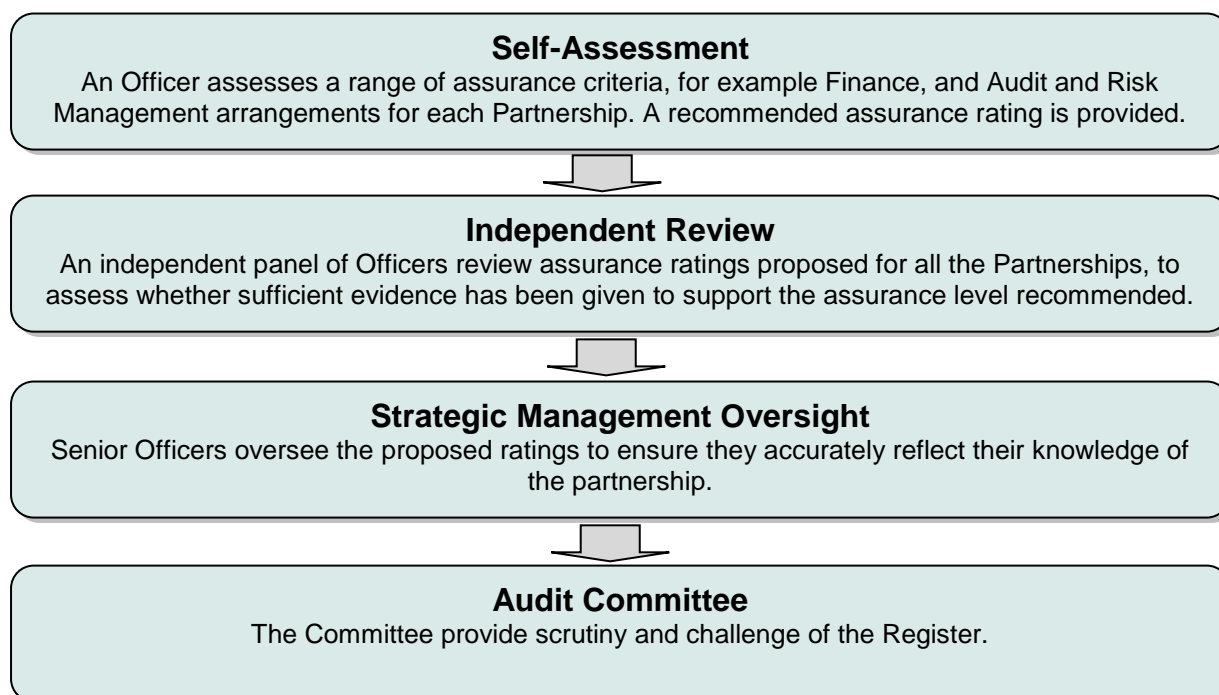 Self-Assessment
An Officer assesses a range of assurance criteria, for example Finance, and Audit and Risk
Management arrangements for each Partnership. A recommended assurance rating is provided.
Independent Review
An independent panel of Officers review assurance ratings proposed for all the Partnerships, to
assess whether sufficient evidence has been given to support the assurance level recommended.
Strategic Management Oversight
Senior Officers oversee the proposed ratings to ensure they accurately reflect their knowledge of
the partnership.
Audit Committee
The Committee provide scrutiny and challenge of the Register.